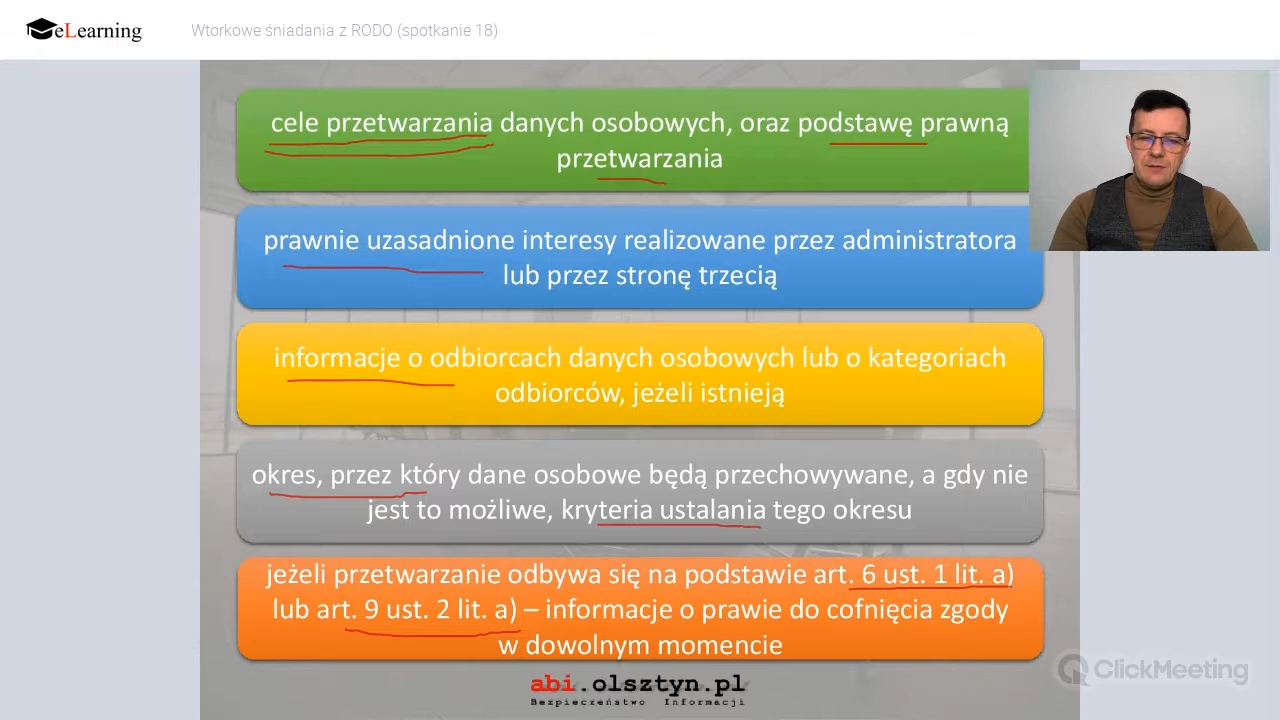 eLearning
Wtorkowe śniadania z RODO (spotkanie 18)
cele przetwarzania danych osobowych, oraz podstawę prawną
przetwarzania
prawnie uzasadnione interesy realizowane przez administratora
lub przez stronę trzecią
informacje o odbiorcach danych osobowych lub o kategoriach
odbiorców, jeżeli istnieją
okres, przez który dane osobowe będą przechowywane, a gdy nie
jest to możliwe, kryteria ustalania tego okresu
jeżeli przetwarzanie odbywa się na podstawie art. 6 ust. 1 lit. a)
lub art. 9 ust. 2 lit. a) – informacje o prawie do cofnięcia zgody
w dowolnym momencie
ClickMeeting
abi.olsztyn.pl
Bezpieczeństwo Informacji